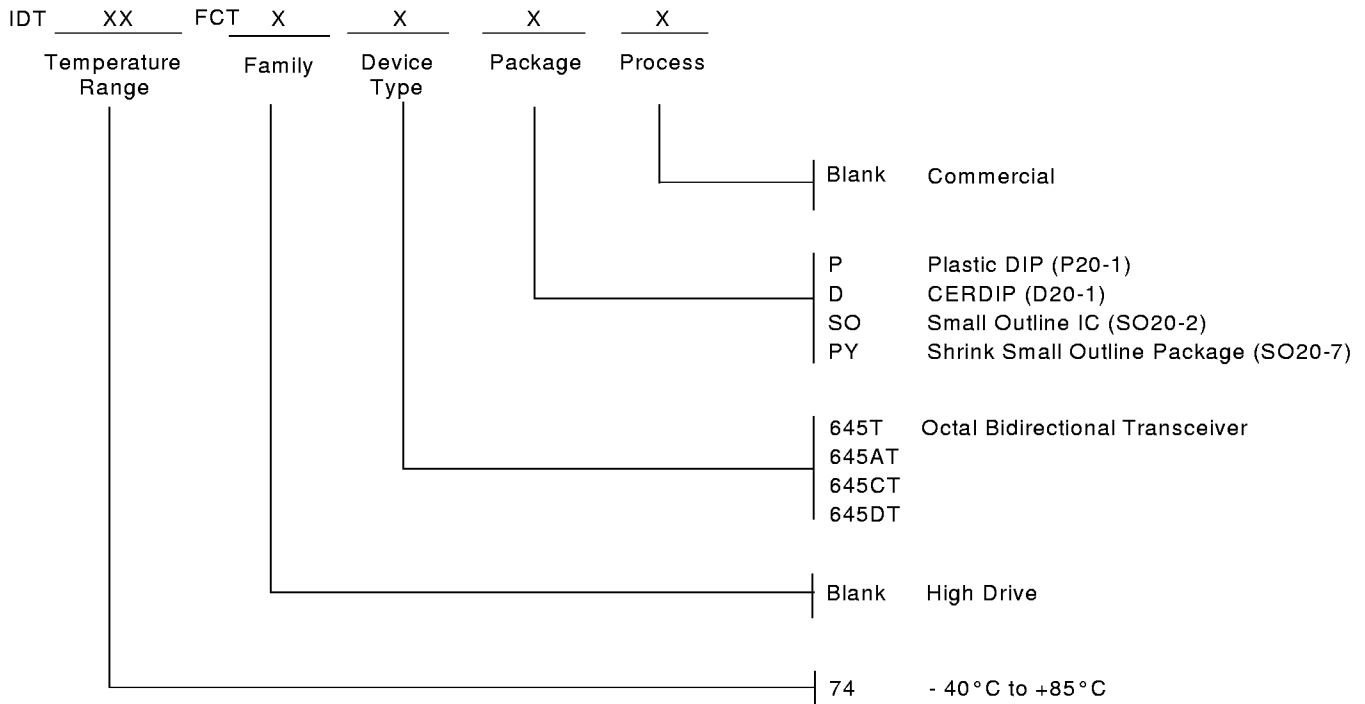 IDT XX FCT X X X X
Temperature Range Family Device Type Package Process
Blank Commercial
P Plastic DIP (P20-1)
D CERDIP (D20-1)
SO Small Outline IC (SO20-2)
PY Shrink Small Outline Package (SO20-7)
645T Octal Bidirectional Transceiver
645AT
645CT
645DT
Blank High Drive
74 - 40°C to +85°C